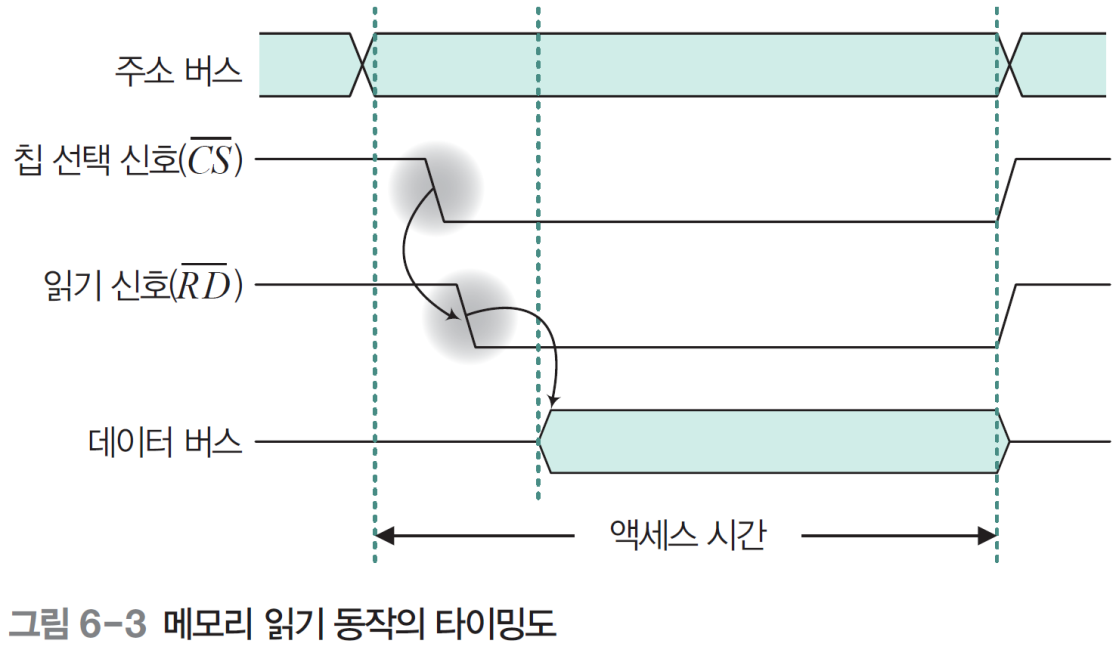 주소 버스
칩 선택 신호(C̅S̅)
읽기 신호(R̅D̅)
데이터 버스
액세스 시간
그림 6-3 메모리 읽기 동작의 타이밍도